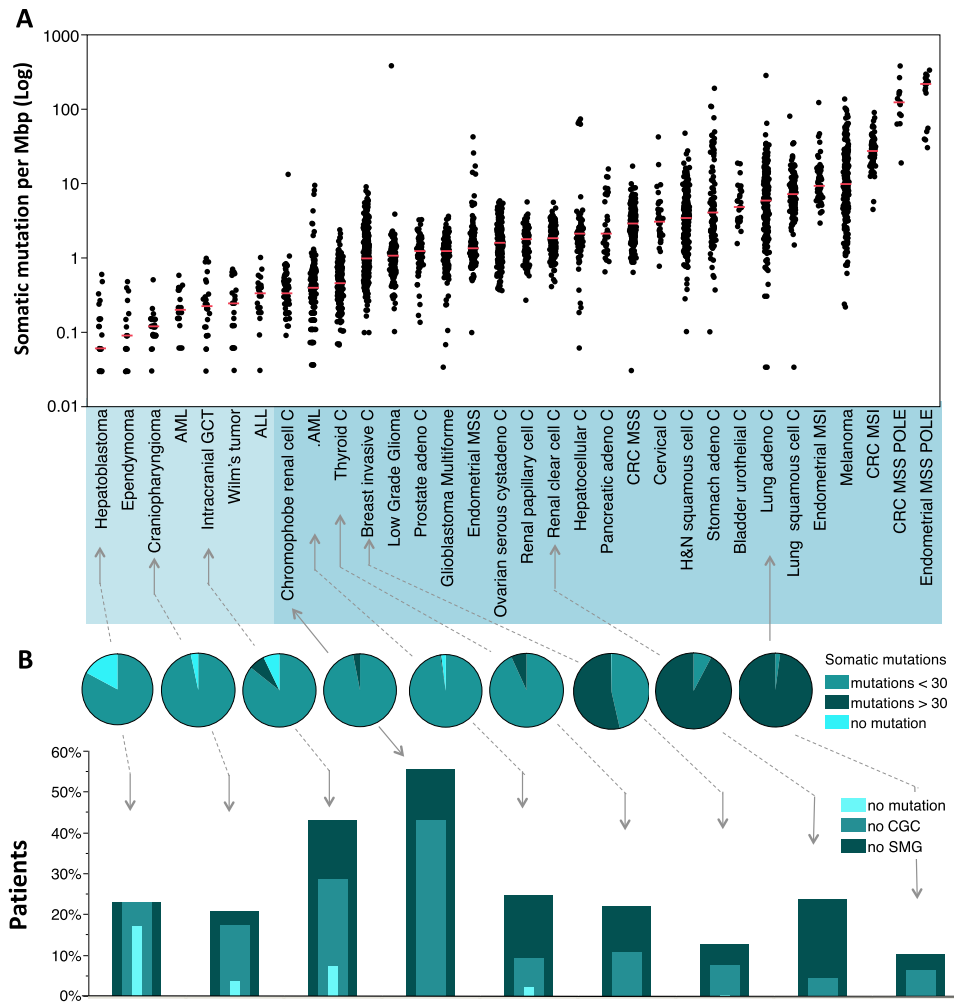 A
Somatic mutation per Mbp (Log)
1000
100
10
1
0.1
0.01
Hepatoblastoma
Ependymoma
Craniopharyngioma
AML
Intracranial GCT
Wilm's tumor
ALL
Chromophobe renal cell C
AML
Thyroid C
Breast invasive C
Low Grade Glioma
Prostate adeno C
Glioblastoma Multiforme
Endometrial MSS
Ovarian serous cystadeno C
Renal papillary cell C
Renal clear cell C
Hepatocellular C
Pancreatic adeno C
CRC MSS
Cervical C
H&N squamous cell C
Stomach adeno C
Bladder urothelial C
Lung adeno C
Lung squamous cell C
Endometrial MSI
Melanoma
CRC MSI
CRC MSS POLE
Endometrial MSS POLE
B
Somatic mutations
mutations < 30
mutations > 30
no mutation
Patients
60%
50%
40%
30%
20%
10%
0%
no mutation
no CGC
no SMG